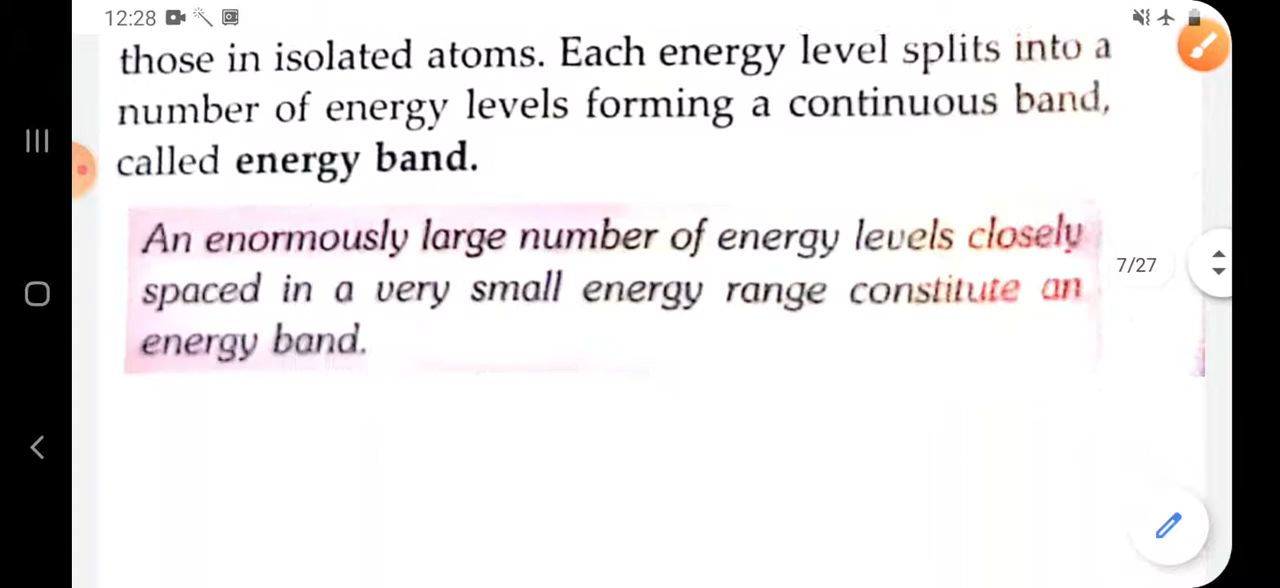 12:28
those in isolated atoms. Each energy level splits into a
number of energy levels forming a continuous band,
called energy band.
An enormously large number of energy levels closely
spaced in a very small energy range constitute an
energy band.
7/27